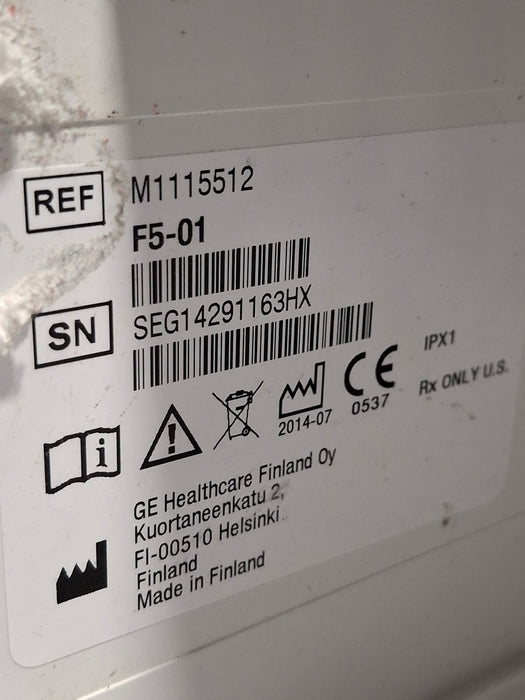 REF M1115512
F5-01
SN SEG14291163HX
i ! 2014-07 CE 0537 IPX1 Rx ONLY U.S.
GE Healthcare Finland Oy
Kuortaneenkatu 2,
FI-00510 Helsinki
Finland
Made in Finland